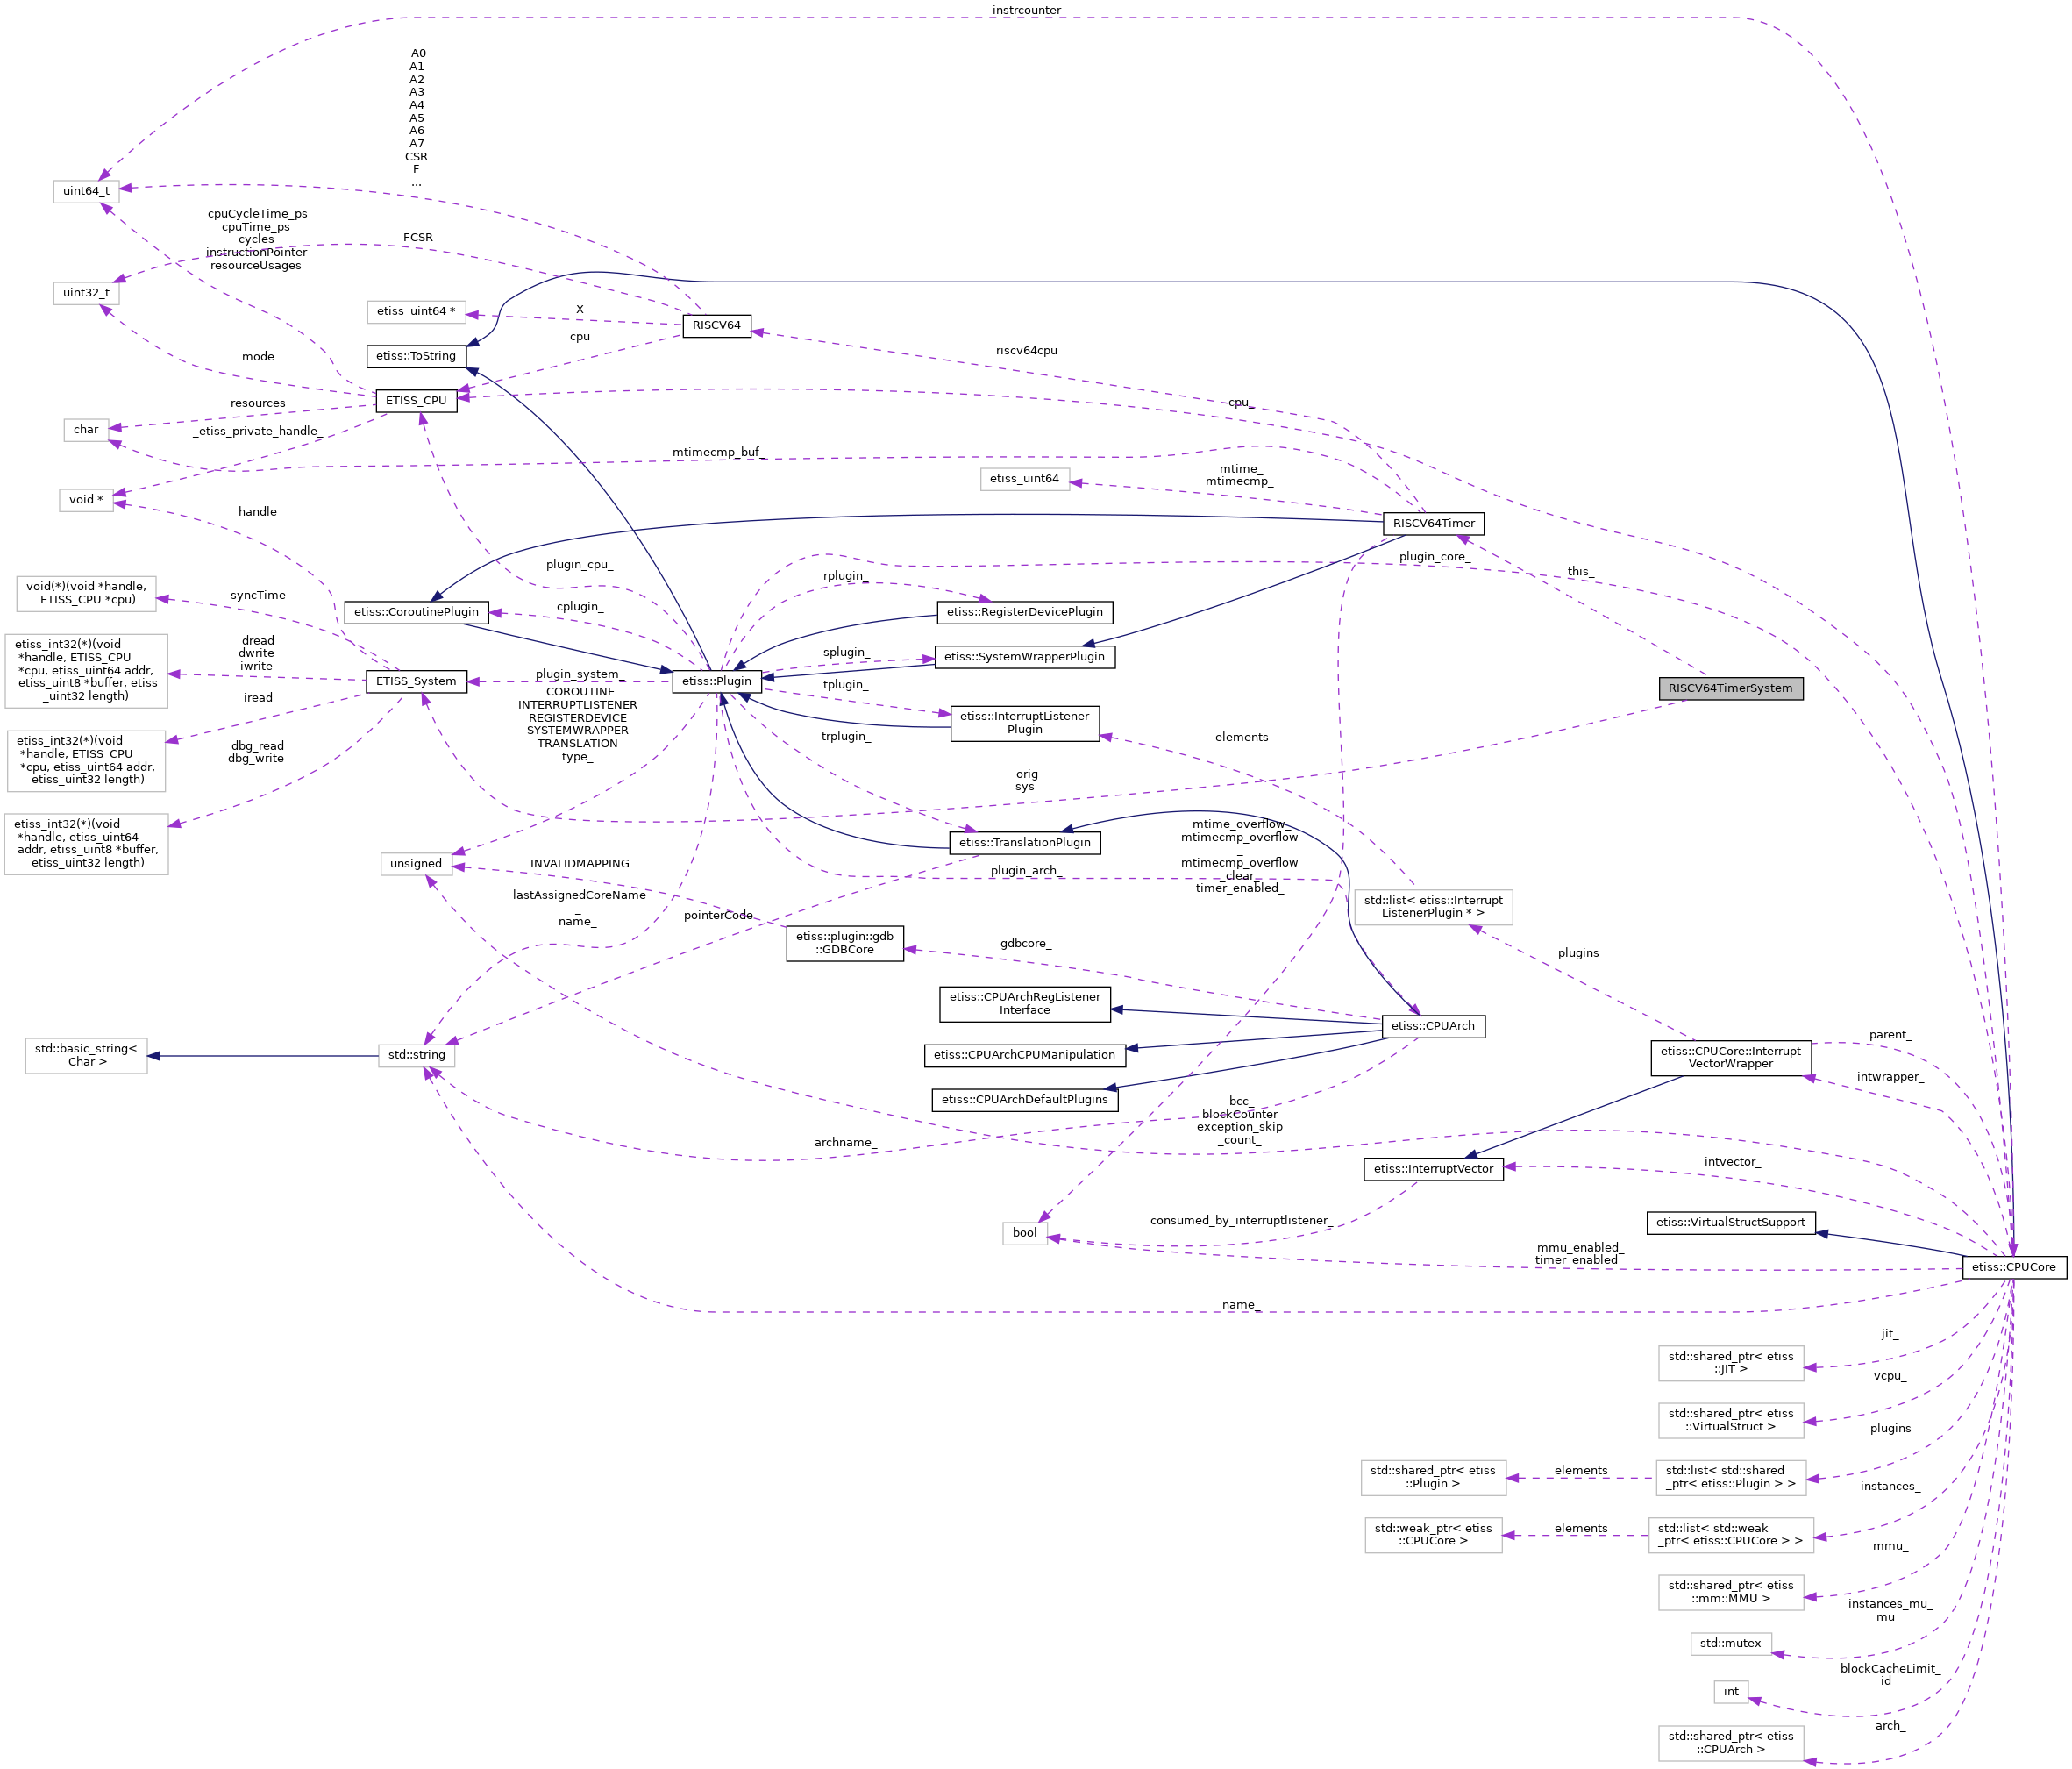 instrcounter
A0
A1
A2
A3
A4
A5
A6
A7
CSR
F
...
uint64_t
cpuCycleTime_ps
cpuTime_ps
cycles
instructionPointer
resourceUsages
FCSR
uint32_t
etiss_uint64 *
X
RISCV64
cpu
riscv64cpu
etiss::ToString
mode
ETISS_CPU
resources
cpu_
char
_etiss_private_handle_
mtimecmp_buf_
void *
handle
etiss_uint64
mtime_
mtimecmp_
RISCV64Timer
plugin_core_
this_
plugin_cpu_
rplugin_
void(*)(void *handle,
ETISS_CPU *cpu)
syncTime
etiss::CoroutinePlugin
cplugin_
etiss::RegisterDevicePlugin
etiss_int32(*)(void
*handle, ETISS_CPU
*cpu, etiss_uint64 addr,
etiss_uint8 *buffer, etiss
_uint32 length)
dread
dwrite
iwrite
splugin_
etiss::SystemWrapperPlugin
ETISS_System
plugin_system_
etiss::Plugin
tplugin_
RISCV64TimerSystem
iread
COROUTINE
INTERRUPTLISTENER
REGISTERDEVICE
SYSTEMWRAPPER
TRANSLATION
type_
etiss::InterruptListener
Plugin
trplugin_
elements
etiss_int32(*)(void
*handle, ETISS_CPU
*cpu, etiss_uint64 addr,
etiss_uint32 length)
dbg_read
dbg_write
orig
sys
etiss_int32(*)(void
*handle, etiss_uint64
addr, etiss_uint8 *buffer,
etiss_uint32 length)
etiss::TranslationPlugin
mtime_overflow_
mtimecmp_overflow
_
mtimecmp_overflow
_clear_
timer_enabled_
unsigned
INVALIDMAPPING
plugin_arch_
lastAssignedCoreName
_
name_
pointerCode
std::list< etiss::Interrupt
ListenerPlugin * >
etiss::plugin::gdb
::GDBCore
gdbcore_
plugins_
etiss::CPUArchRegListener
Interface
etiss::CPUArch
std::basic_string<
Char >
std::string
etiss::CPUArchCPUManipulation
etiss::CPUCore::Interrupt
VectorWrapper
parent_
intwrapper_
etiss::CPUArchDefaultPlugins
bcc_
blockCounter
exception_skip
_count_
archname_
etiss::InterruptVector
intvector_
bool
consumed_by_interruptlistener_
etiss::VirtualStructSupport
mmu_enabled_
timer_enabled_
etiss::CPUCore
name_
jit_
std::shared_ptr< etiss
::JIT >
vcpu_
std::shared_ptr< etiss
::VirtualStruct >
plugins
std::shared_ptr< etiss
::Plugin >
elements
std::list< std::shared
_ptr< etiss::Plugin > >
instances_
std::weak_ptr< etiss
::CPUCore >
elements
std::list< std::weak
_ptr< etiss::CPUCore > >
mmu_
std::shared_ptr< etiss
::mm::MMU >
instances_mu_
mu_
std::mutex
blockCacheLimit_
id_
int
arch_
std::shared_ptr< etiss
::CPUArch >